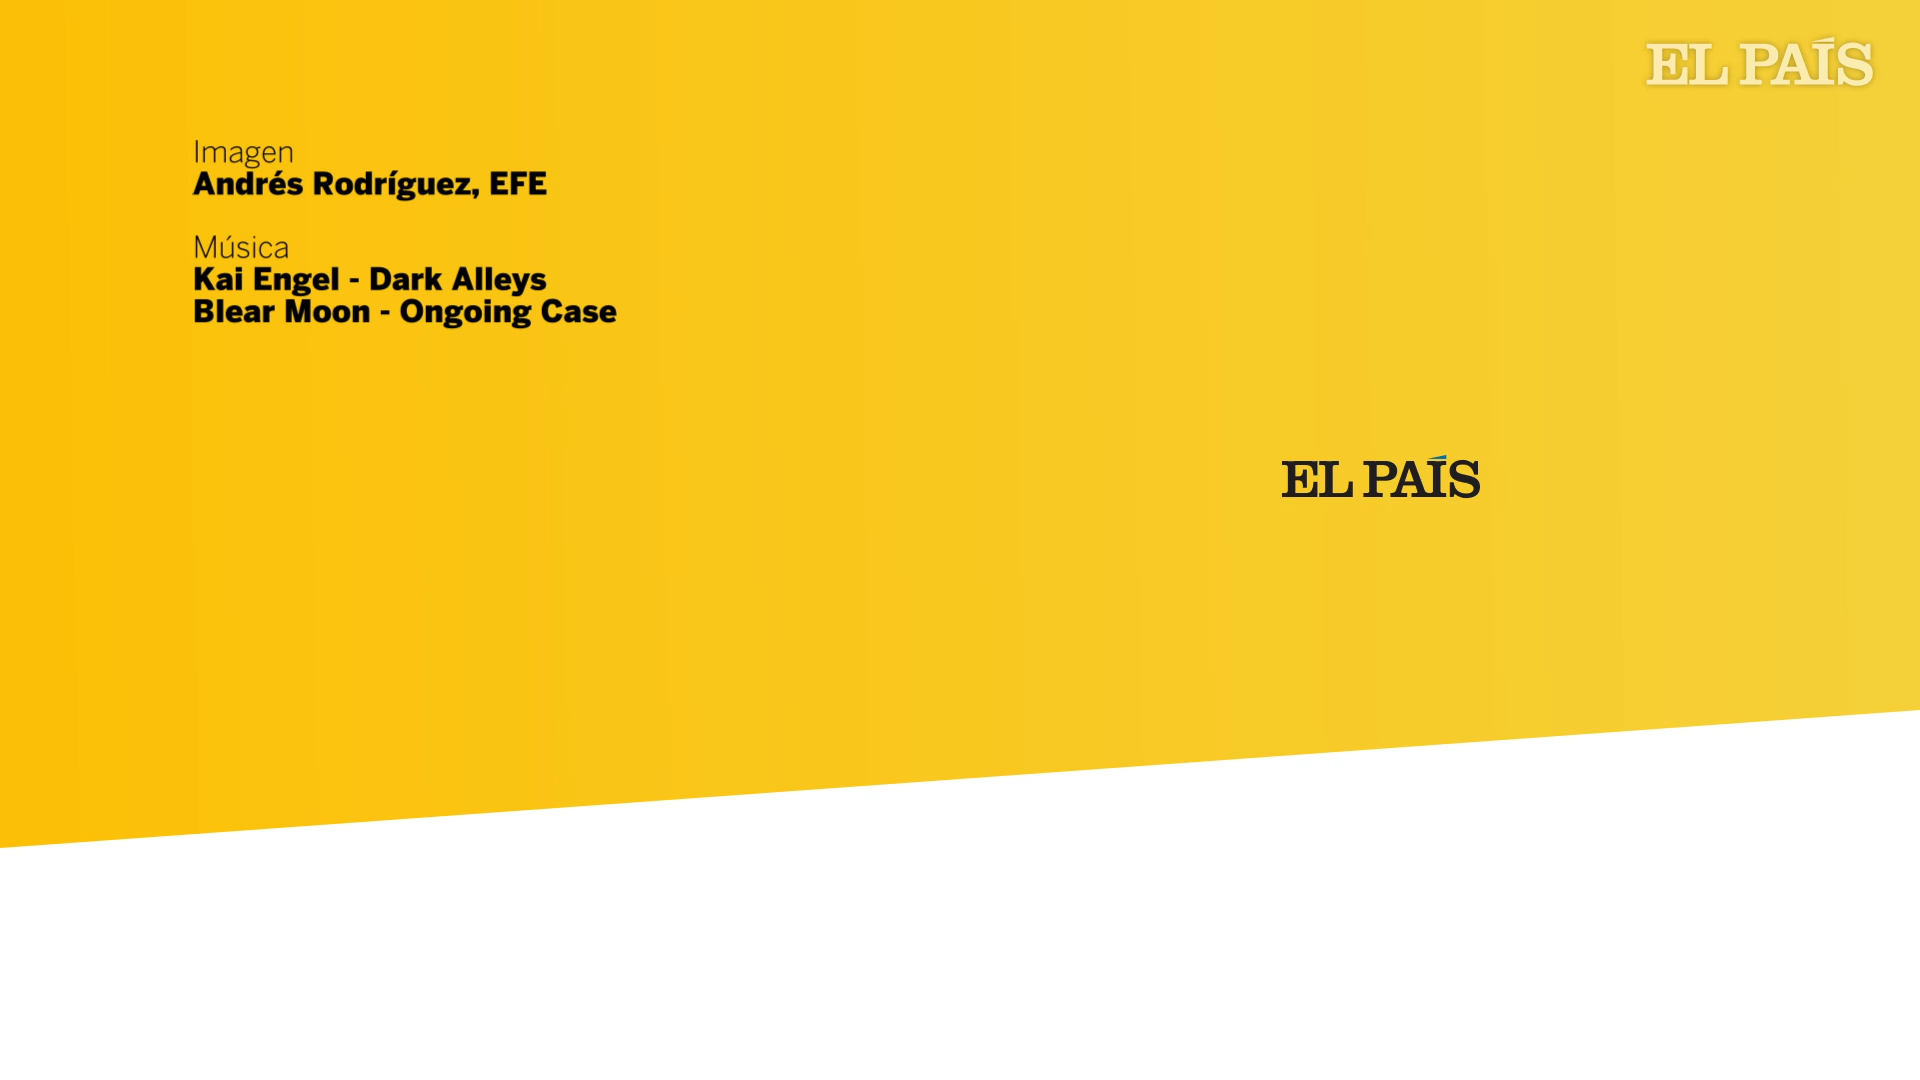 EL PAÍS
Imagen
Andrés Rodríguez, EFE
Música
Kai Engel - Dark Alleys
Blear Moon - Ongoing Case
EL PAÍS